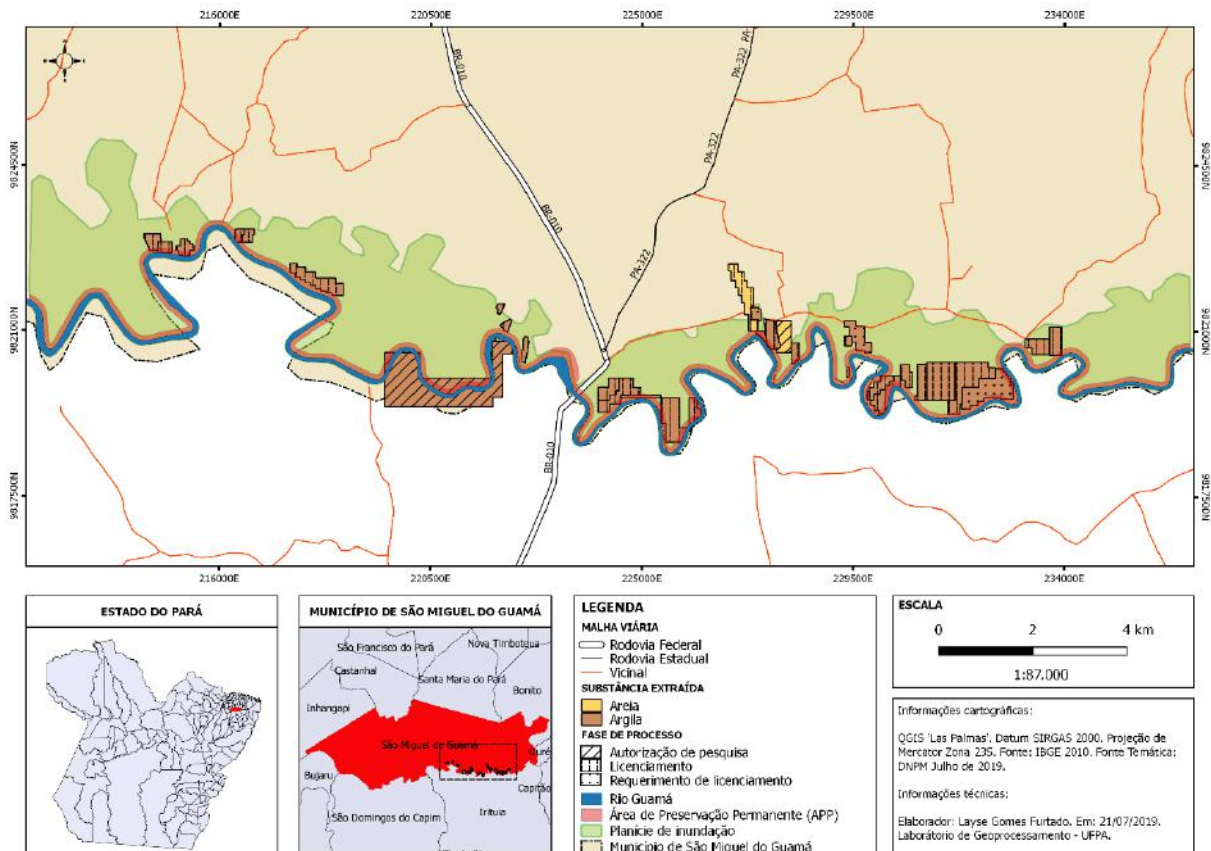 216000E 220500E 225000E 229500E 234000E
9824500N
9821000N
9817500N
9824500N
9821000N
9817500N
BR-010
BR-010
BR-010
PA-322
PA-322
PA-322
PA-
216000E 220500E 225000E 229500E 234000E
ESTADO DO PARÁ
MUNICÍPIO DE SÃO MIGUEL DO GUAMÁ
São Francisco do Pará
Nova Timboteua
Castanhal
Santa Maria do Pará
Bonito
Inhangapi
São Miguel do Guamá
Ouré
Bujaru
Capitão
Irituia
São Domingos do Capim
LEGENDA
MALHA VIÁRIA
Rodovia Federal
Rodovia Estadual
Vicinal
SUBSTÂNCIA EXTRAÍDA
Areia
Argila
FASE DE PROCESSO
Autorização de pesquisa
Licenciamento
Requerimento de licenciamento
Rio Guamá
Área de Preservação Permanente (APP)
Planície de inundação
Município de São Miguel do Guamá
ESCALA
0 2 4 km
1:87.000
Informações cartográficas:
QGIS 'Las Palmas'. Datum SIRGAS 2000. Projeção de
Mercator Zona 23S. Fonte: IBGE 2010. Fonte Temática:
DNPM Julho de 2019.
Informações técnicas:
Elaborador: Layse Gomes Furtado. Em: 21/07/2019.
Laboratório de Geoprocessamento - UFPA.